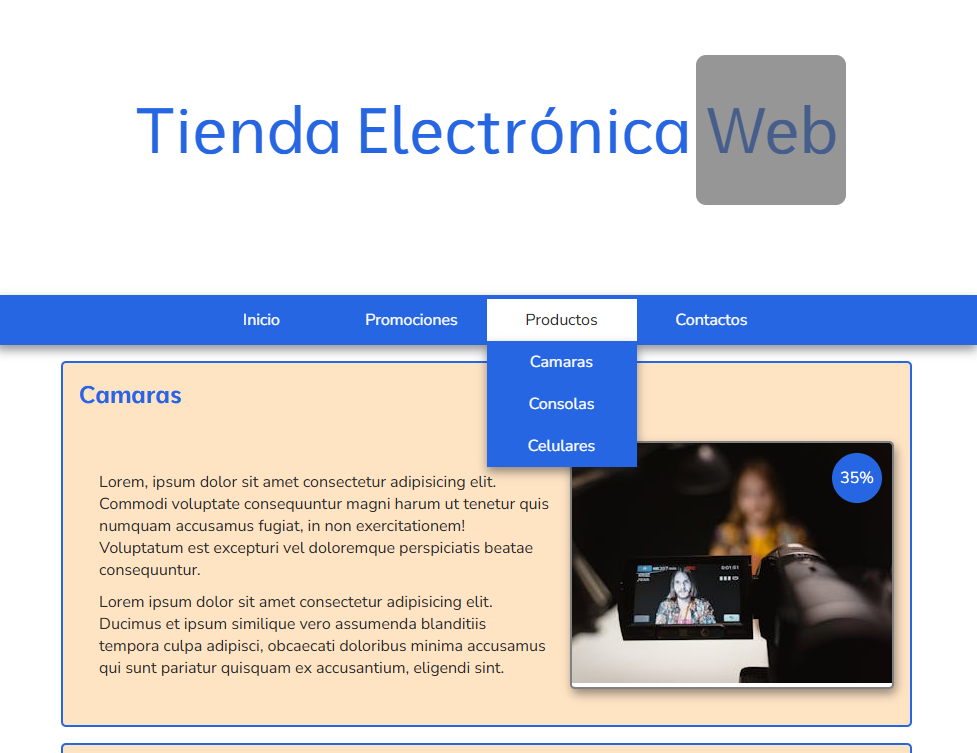 Tienda Electrónica Web
Inicio Promociones Productos Contactos
Camaras
Consolas
Celulares
Camaras
35%
Lorem, ipsum dolor sit amet consectetur adipisicing elit.
Commodi voluptate consequuntur magni harum ut tenetur quis
numquam accusamus fugiat, in non exercitationem!
Voluptatum est excepturi vel doloremque perspiciatis beatae
consequuntur.
Lorem ipsum dolor sit amet consectetur adipisicing elit.
Ducimus et ipsum similique vero assumenda blanditiis
tempora culpa adipisci, obcaecati doloribus minima accusamus
qui sunt pariatur quisquam ex accusantium, eligendi sint.